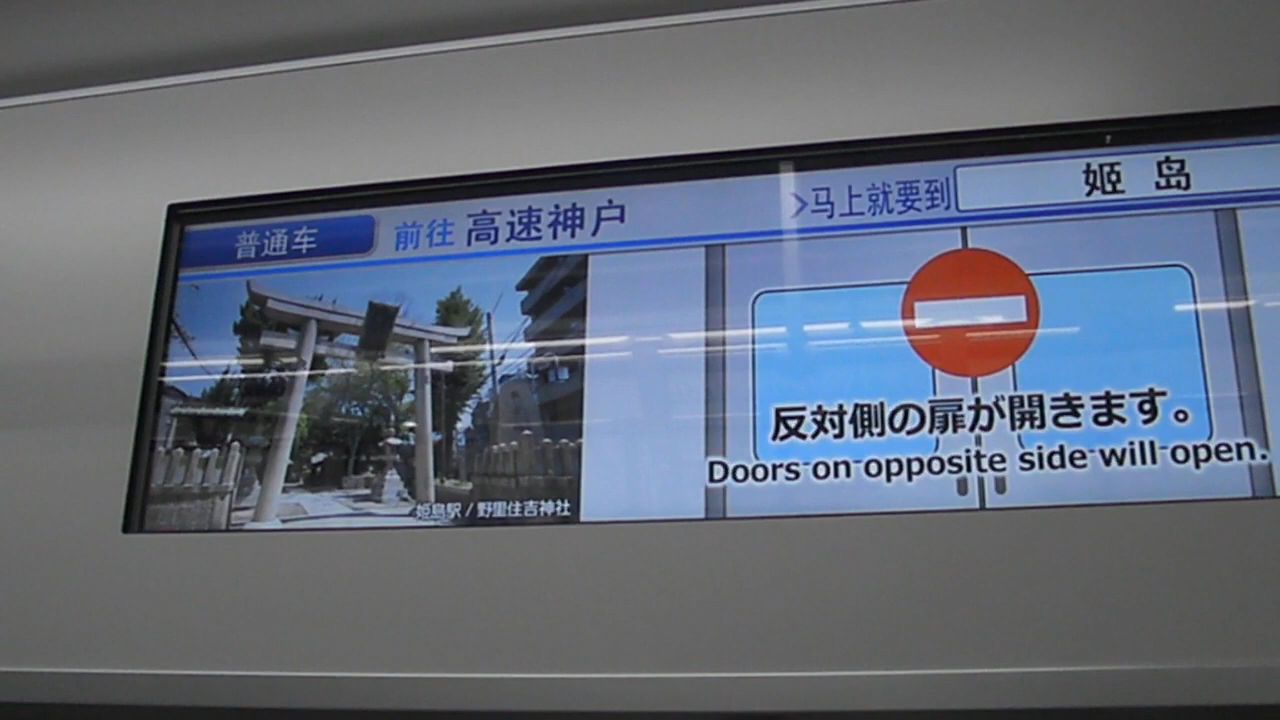 普通车 前往 高速神户
马上就要到 姬岛
反対側の扉が開きます。
Doors on opposite side will open.
姫島駅 / 野里住吉神社